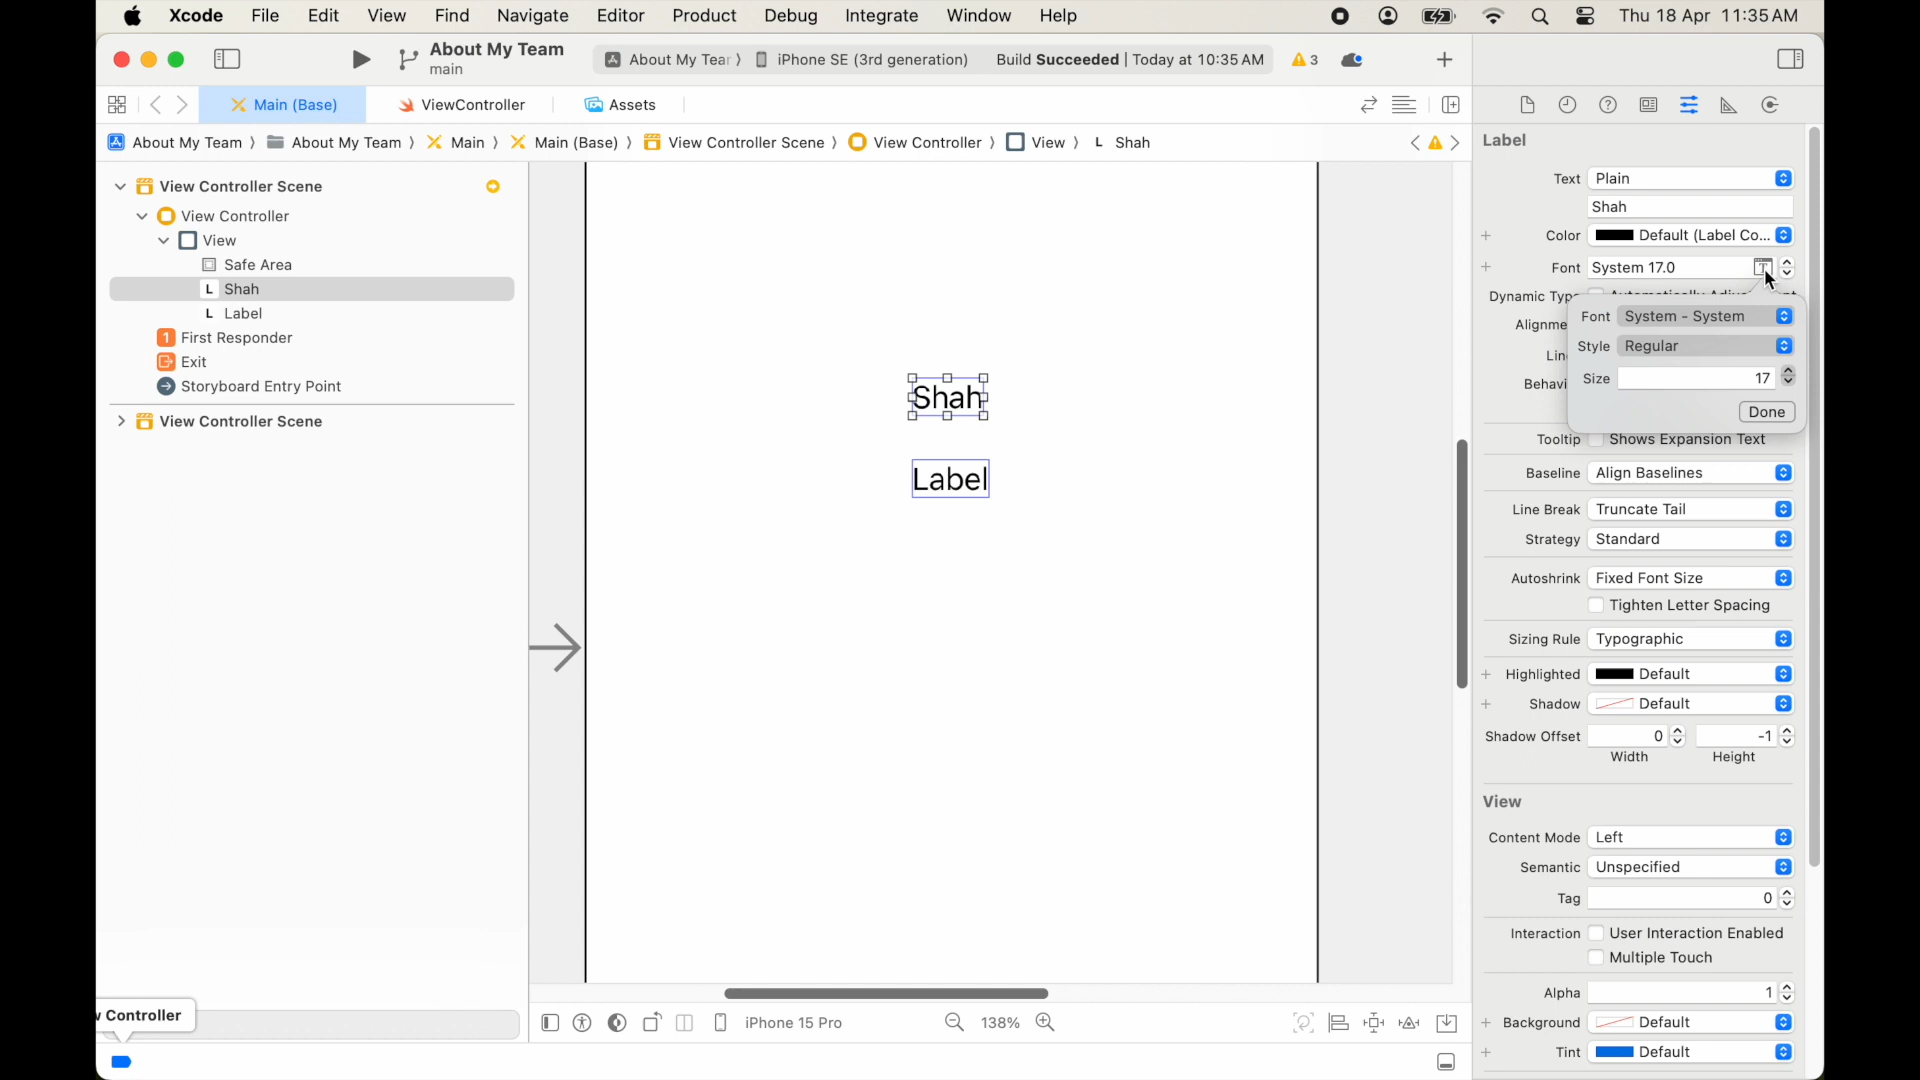 Xcode File Edit View Find Navigate Editor Product Debug Integrate Window Help Thu 18 Apr 11:35 AM
About My Team
main
About My Tear iPhone SE (3rd generation) Build Succeeded | Today at 10:35 AM 3
Main (Base) ViewController Assets
About My Team About My Team Main Main (Base) View Controller Scene View Controller View L Shah
View Controller Scene
View Controller
View
Safe Area
L Shah
L Label
1 First Responder
Exit
Storyboard Entry Point
View Controller Scene
Shah
Label
Label
Text Plain
Shah
Color Default (Label Co...
Font System 17.0
Dynamic Type
Font System - System
Style Regular
Size 17
Done
Tooltip Shows Expansion Text
Baseline Align Baselines
Line Break Truncate Tail
Strategy Standard
Autoshrink Fixed Font Size
Tighten Letter Spacing
Sizing Rule Typographic
Highlighted Default
Shadow Default
Shadow Offset 0 -1
Width Height
View
Content Mode Left
Semantic Unspecified
Tag 0
Interaction User Interaction Enabled
Multiple Touch
Alpha 1
Background Default
Tint Default
w Controller
iPhone 15 Pro 138%